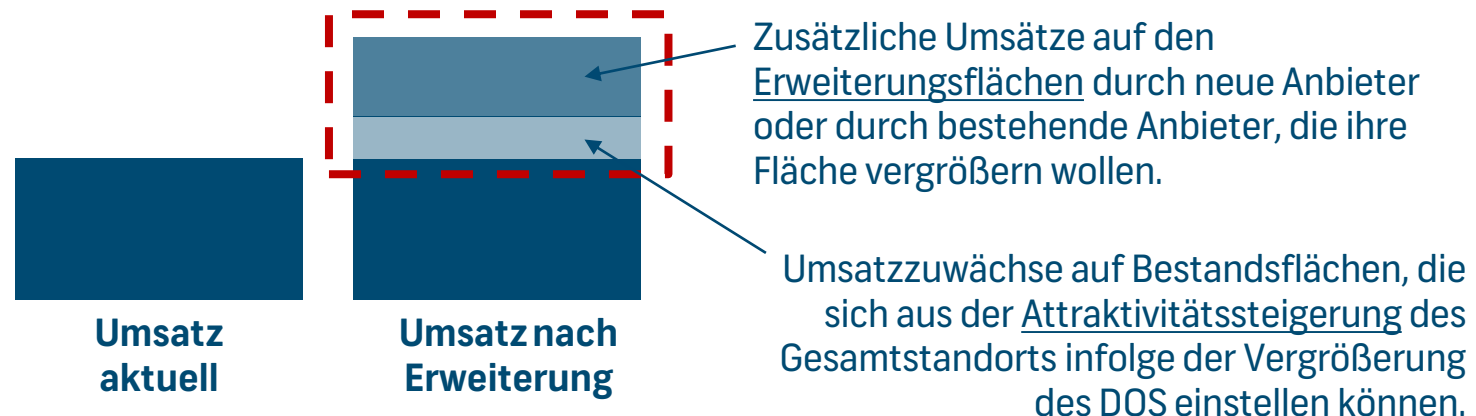 Zusätzliche Umsätze auf den
Erweiterungsflächen durch neue Anbieter
oder durch bestehende Anbieter, die ihre
Fläche vergrößern wollen.
Umsatzzuwächse auf Bestandsflächen, die
sich aus der Attraktivitätssteigerung des
Gesamtstandorts infolge der Vergrößerung
des DOS einstellen können.
Umsatz
aktuell
Umsatz nach
Erweiterung